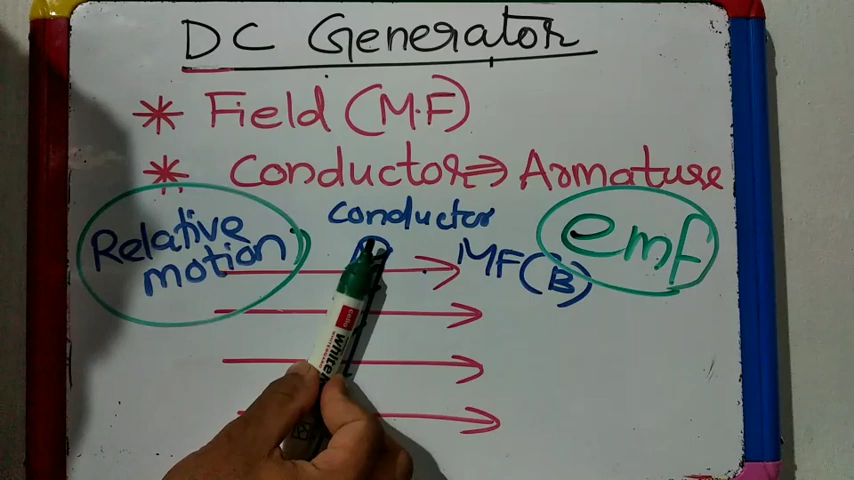 DC Generator
* Field (M.F)
* Conductor ⇒ Armature
Relative motion
conductor
MF(B)
emf